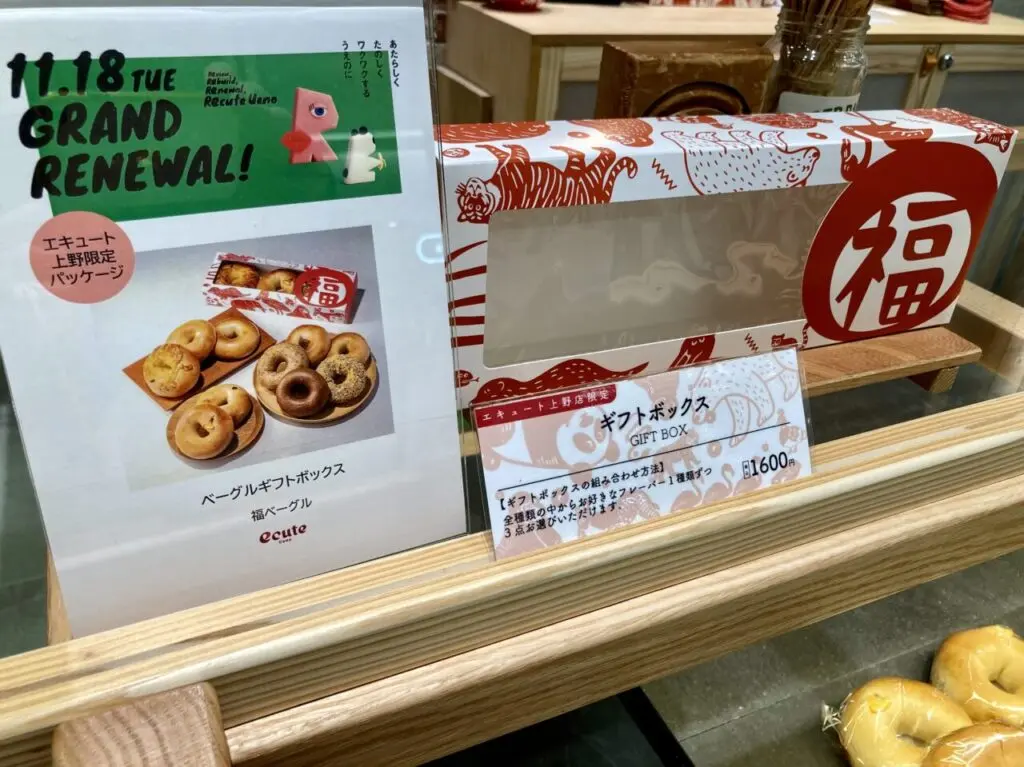 11.18 TUE
GRAND
RENEWAL!
Review,
Rebuild,
Renewal,
Recute Ueno
あたらしく
たのしく
ワクワクする
うえのに
エキュート
上野限定
パッケージ
福
ベーグルギフトボックス
福ベーグル
ecute
福
エキュート上野店限定
ギフトボックス
GIFT BOX
1600円
【ギフトボックスの組み合わせ方法】
全種類の中からお好きなフレーバー1種類ずつ
3点お選びいただけます。